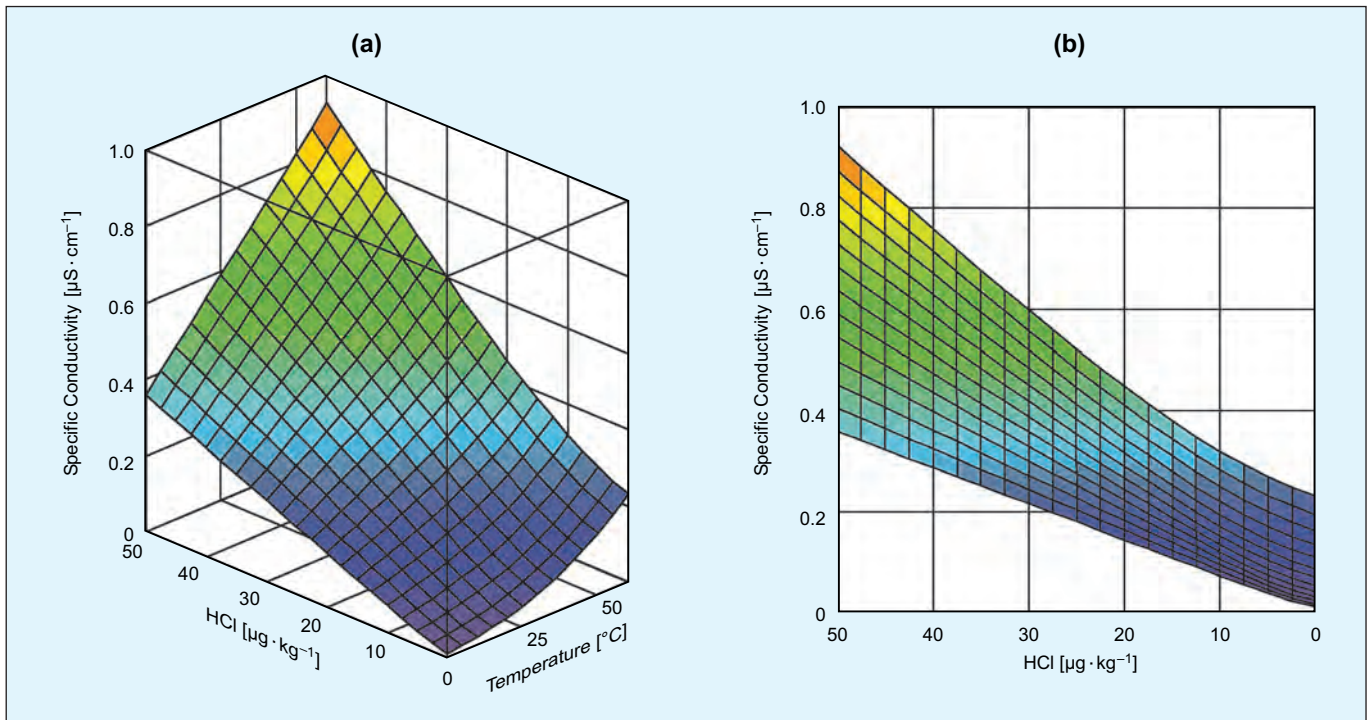 (a)
Specific Conductivity [µS · cm⁻¹]
1.0
0.8
0.6
0.4
0.2
0
50
40
30
20
10
0
HCl [µg · kg⁻¹]
25
50
Temperature [°C]
(b)
Specific Conductivity [µS · cm⁻¹]
1.0
0.8
0.6
0.4
0.2
0
50 40 30 20 10 0
HCl [µg · kg⁻¹]